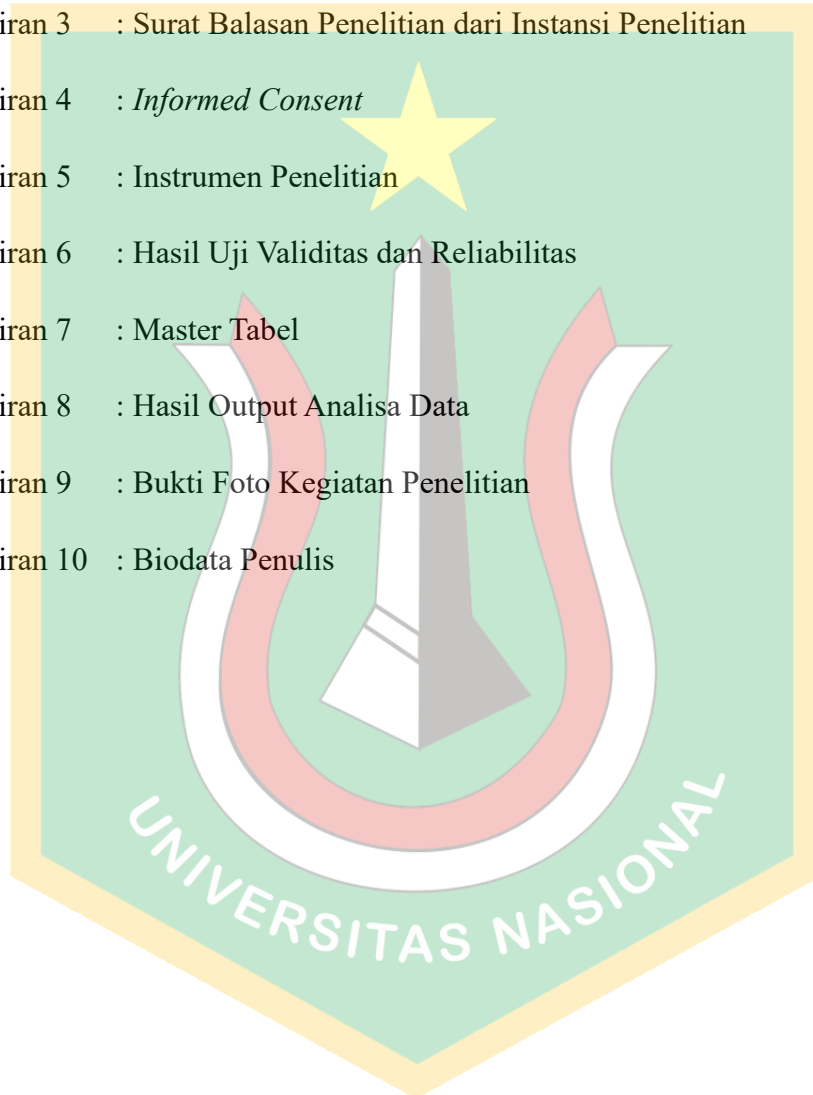 iran 3 : Surat Balasan Penelitian dari Instansi Penelitian
iran 4 : Informed Consent
iran 5 : Instrumen Penelitian
iran 6 : Hasil Uji Validitas dan Reliabilitas
iran 7 : Master Tabel
iran 8 : Hasil Output Analisa Data
iran 9 : Bukti Foto Kegiatan Penelitian
iran 10 : Biodata Penulis
UNIVERSITAS NASIONAL